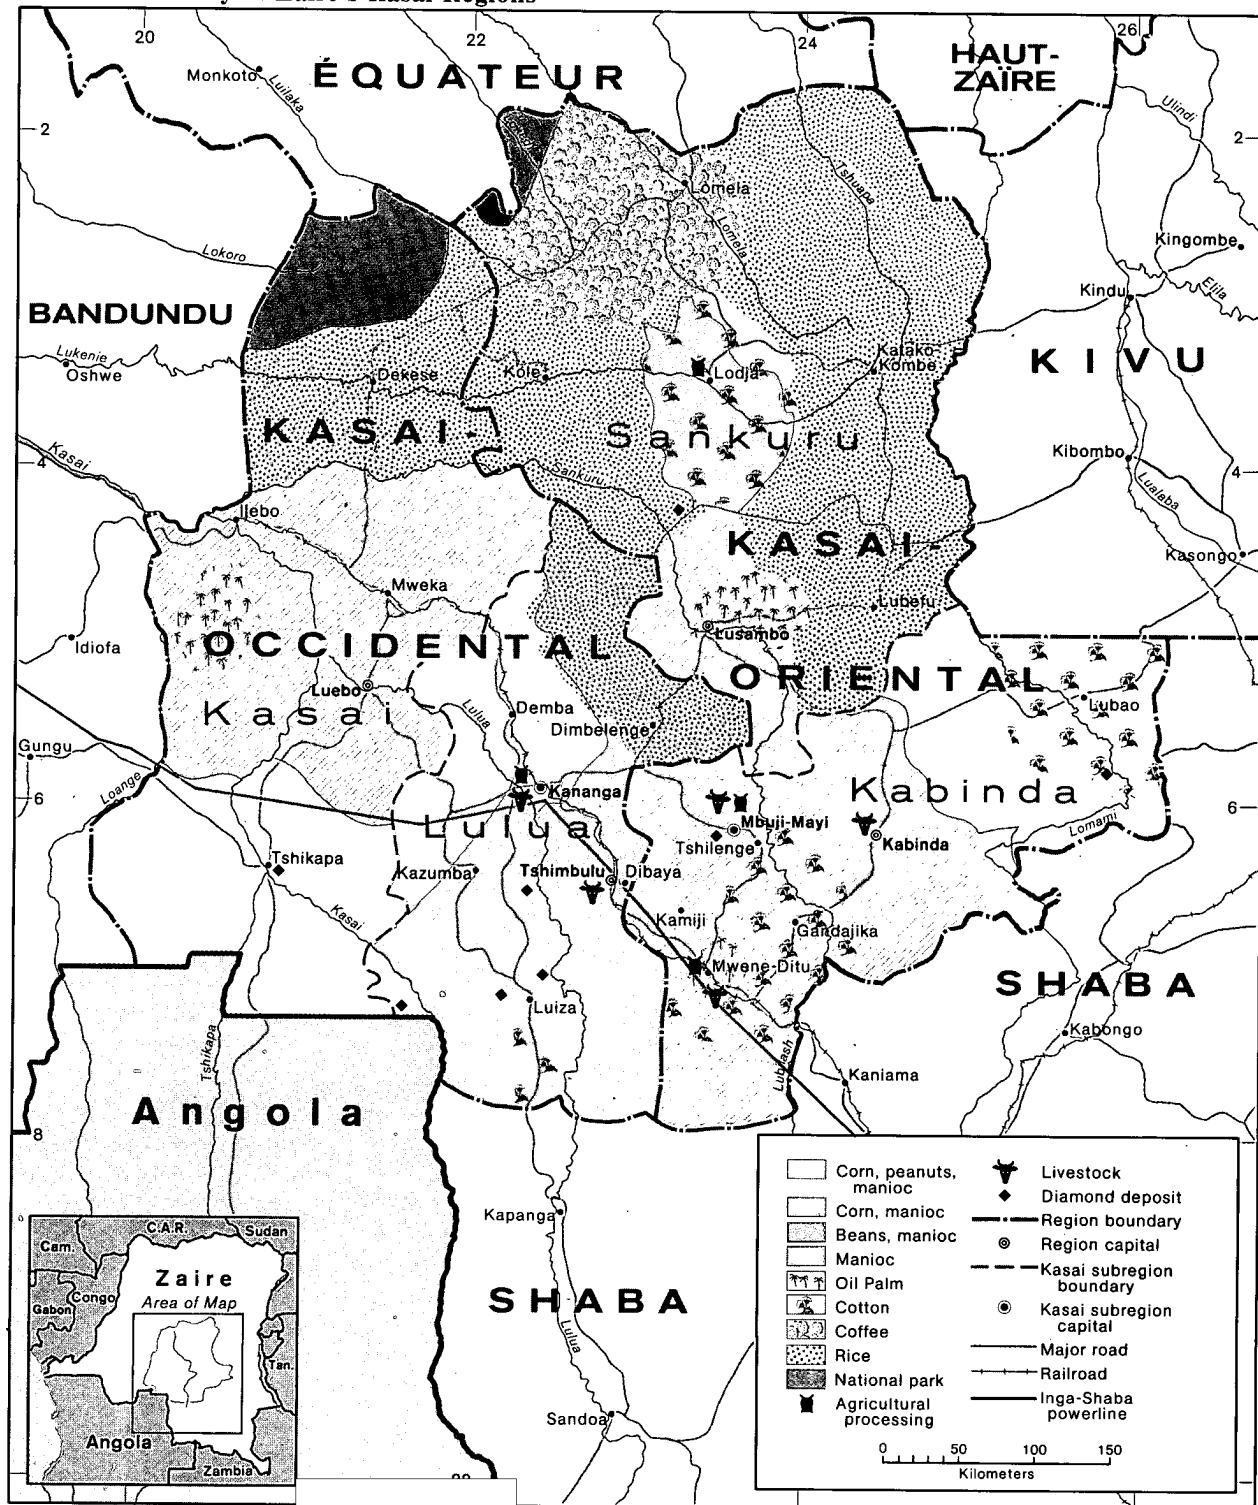 Zaire's Kasai Regions
20
22
24
26
Monkoto
ÉQUATEUR
HAUT-
ZAÏRE
Luilaka
Ulindi
2
2
Tshuapa
Lomela
Lomela
Lokoro
Kingombe
Elila
Kindu
BANDUNDU
Lukenie
Oshwe
Dekese
Kole
Lodja
Katako-
Kombe
KIVU
KASAI-
Sankuru
Kasai
4
Sankuru
Kibombo
4
Lualaba
Ilebo
KASAI-
Kasongo
Mweka
Lubefu
Lusambo
Idiofa
OCCIDENTAL
ORIENTAL
Luebo
Kasai
Lulua
Demba
Dimbelenge
Lubao
Gungu
Loange
6
Kananga
Kabinda
6
Lulua
Mbuji-Mayi
Lomami
Tshilenge
Kabinda
Tshikapa
Kazumba
Tshimbulu
Dibaya
Kasai
Kamiji
Gandajika
Mwene-Ditu
SHABA
Luiza
Tshikapa
Kabongo
Lubilash
Kaniama
Angola
8
Kapanga
SHABA
Lulua
Sandoa
Corn, peanuts,
manioc
Corn, manioc
Beans, manioc
Manioc
Oil Palm
Cotton
Coffee
Rice
National park
Agricultural
processing
Livestock
Diamond deposit
Region boundary
Region capital
Kasai subregion
boundary
Kasai subregion
capital
Major road
Railroad
Inga-Shaba
powerline
0 50 100 150
Kilometers
C.A.R.
Sudan
Cam.
Zaire
Area of Map
Congo
Gabon
Tan.
Angola
Zambia